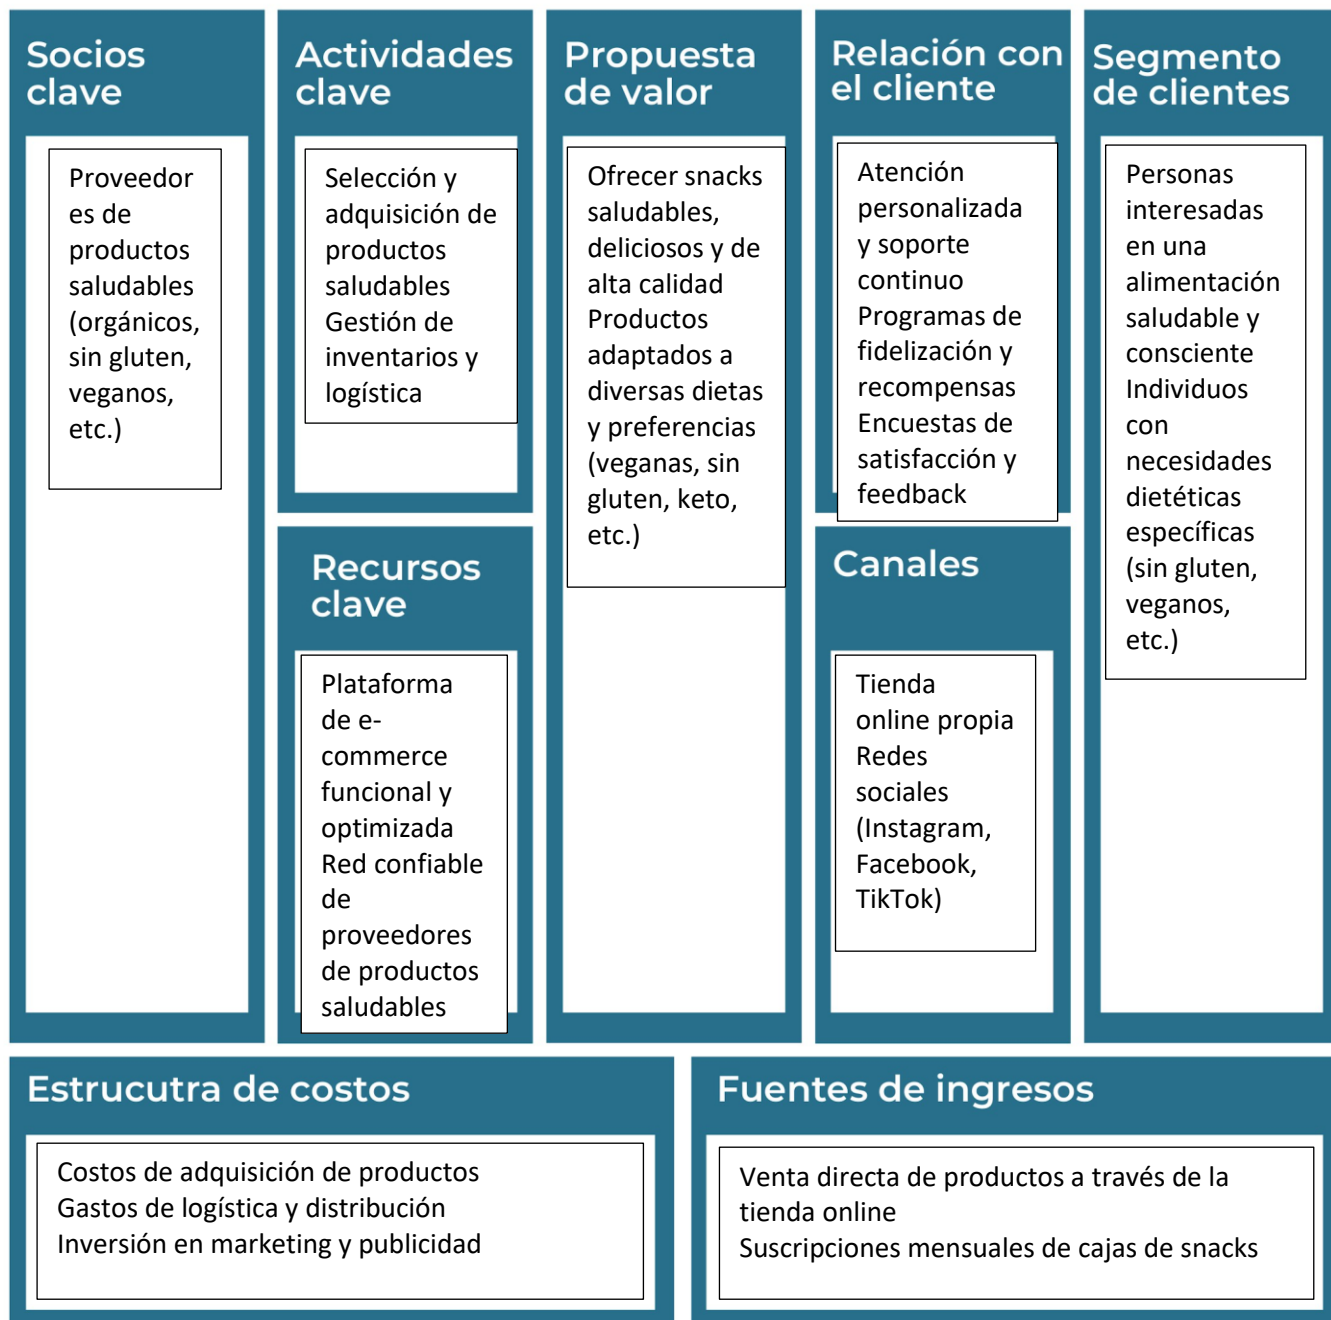 Socios
clave
Proveedor
es de
productos
saludables
(orgánicos,
sin gluten,
veganos,
etc.)
Actividades
clave
Selección y
adquisición de
productos
saludables
Gestión de
inventarios y
logística
Recursos
clave
Plataforma
de e-
commerce
funcional y
optimizada
Red confiable
de
proveedores
de productos
saludables
Propuesta
de valor
Ofrecer snacks
saludables,
deliciosos y de
alta calidad
Productos
adaptados a
diversas dietas
y preferencias
(veganas, sin
gluten, keto,
etc.)
Relación con
el cliente
Atención
personalizada
y soporte
continuo
Programas de
fidelización y
recompensas
Encuestas de
satisfacción y
feedback
Canales
Tienda
online propia
Redes
sociales
(Instagram,
Facebook,
TikTok)
Segmento
de clientes
Personas
interesadas
en una
alimentación
saludable y
consciente
Individuos
con
necesidades
dietéticas
específicas
(sin gluten,
veganos,
etc.)
Estrucutra de costos
Costos de adquisición de productos
Gastos de logística y distribución
Inversión en marketing y publicidad
Fuentes de ingresos
Venta directa de productos a través de la
tienda online
Suscripciones mensuales de cajas de snacks